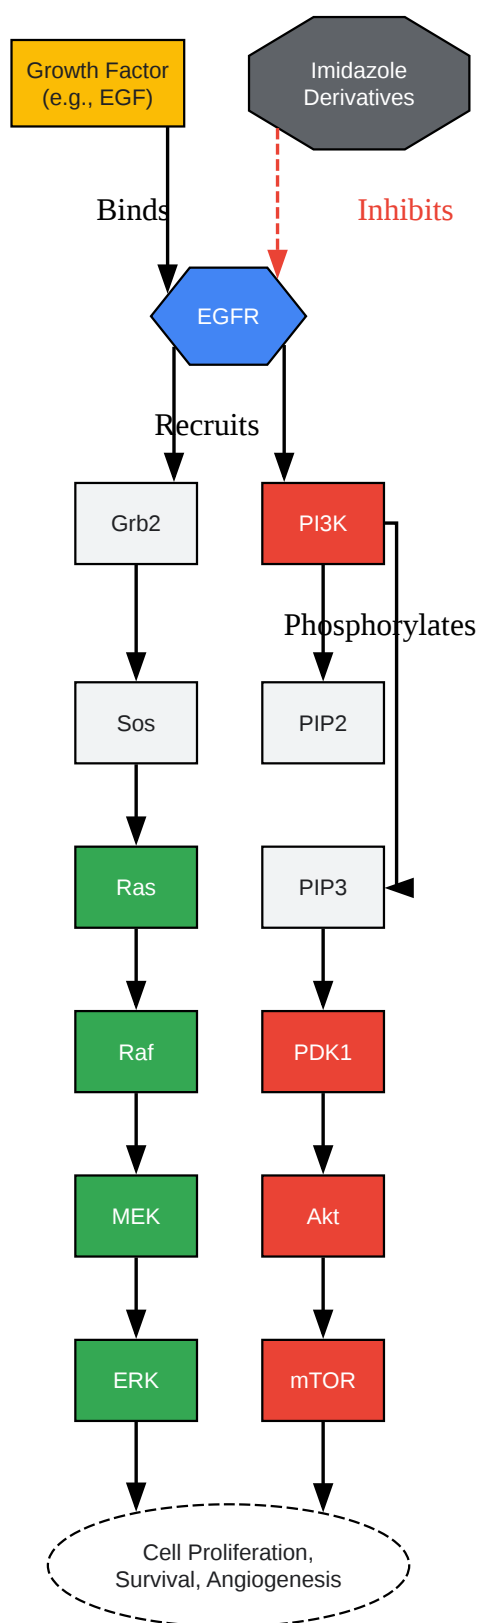 Growth Factor
(e.g., EGF)
Imidazole
Derivatives
Binds
Inhibits
EGFR
Recruits
Grb2
PI3K
Phosphorylates
Sos
PIP2
Ras
PIP3
Raf
PDK1
MEK
Akt
ERK
mTOR
Cell Proliferation,
Survival, Angiogenesis